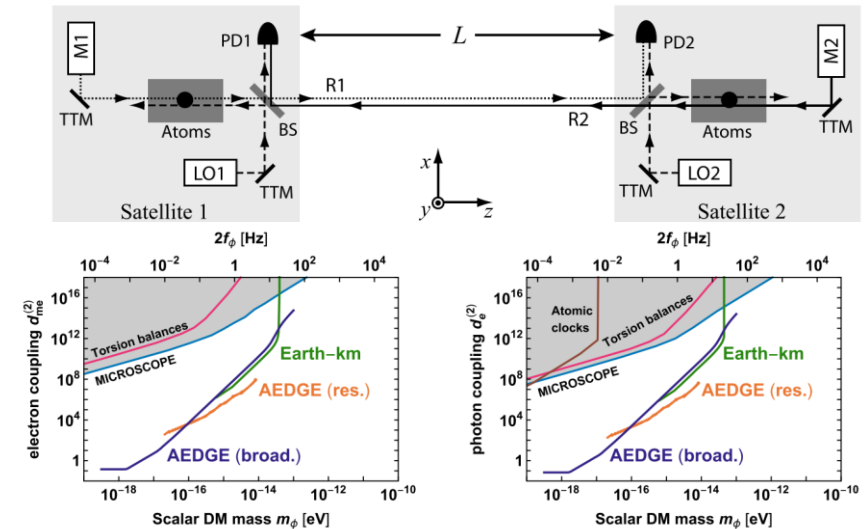 M1
PD1
L
PD2
M2
R1
R2
TTM
Atoms
BS
BS
Atoms
TTM
LO1
TTM
x
y
z
TTM
LO2
Satellite 1
Satellite 2
2fϕ [Hz]
10⁻⁴ 10⁻² 1 10² 10⁴
electron coupling dme⁽²⁾
10¹⁶
10¹²
10⁸
10⁴
1
Torsion balances
MICROSCOPE
Earth–km
AEDGE (res.)
AEDGE (broad.)
10⁻¹⁸ 10⁻¹⁶ 10⁻¹⁴ 10⁻¹² 10⁻¹⁰
Scalar DM mass mϕ [eV]
2fϕ [Hz]
10⁻⁴ 10⁻² 1 10² 10⁴
photon coupling de⁽²⁾
10¹⁶
10¹²
10⁸
10⁴
1
Atomic
clocks
Torsion balances
MICROSCOPE
Earth–km
AEDGE (res.)
AEDGE (broad.)
10⁻¹⁸ 10⁻¹⁶ 10⁻¹⁴ 10⁻¹² 10⁻¹⁰
Scalar DM mass mϕ [eV]